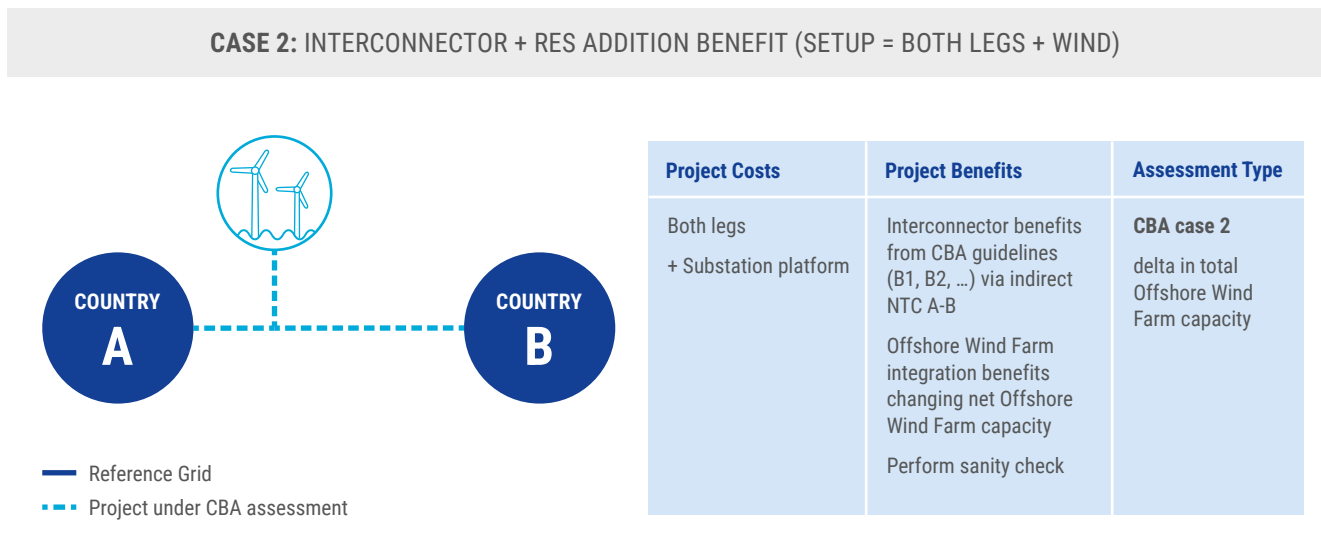 CASE 2: INTERCONNECTOR + RES ADDITION BENEFIT (SETUP = BOTH LEGS + WIND)
COUNTRY
A
COUNTRY
B
Reference Grid
Project under CBA assessment
Project Costs
Project Benefits
Assessment Type
Both legs
+ Substation platform
Interconnector benefits
from CBA guidelines
(B1, B2, …) via indirect
NTC A-B
Offshore Wind Farm
integration benefits
changing net Offshore
Wind Farm capacity
Perform sanity check
CBA case 2
delta in total
Offshore Wind
Farm capacity